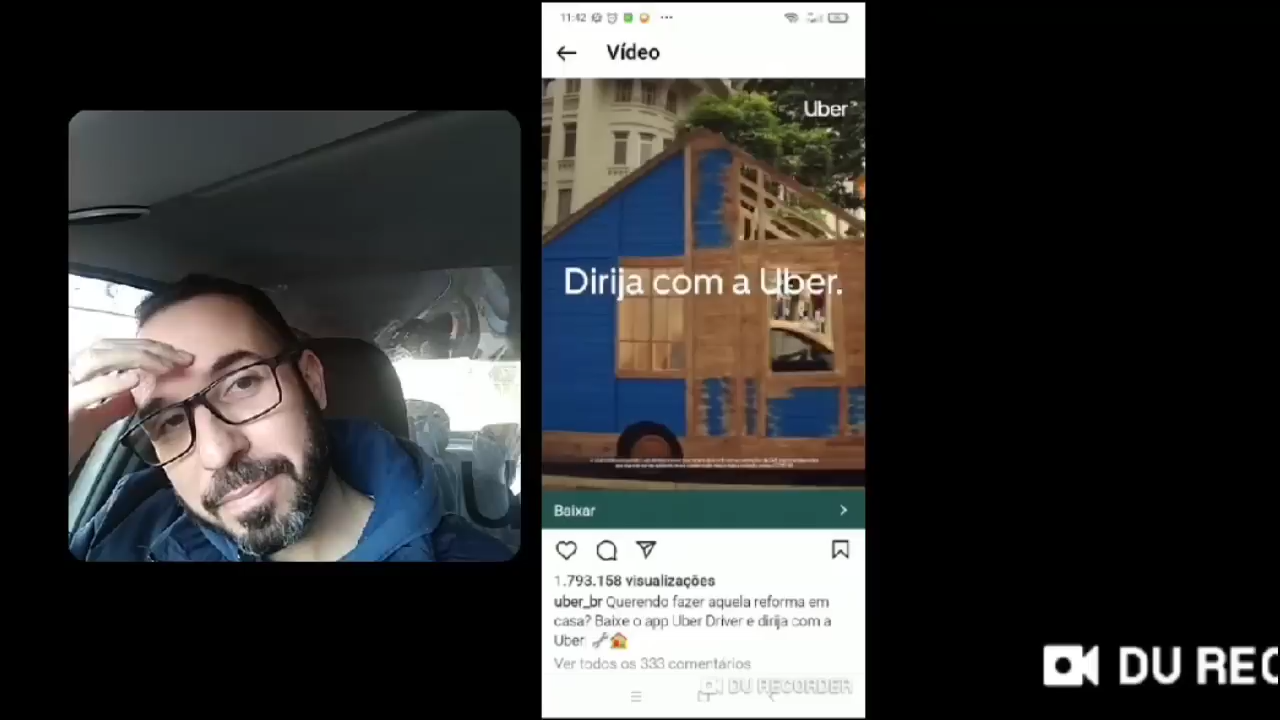 11:42
Vídeo
Uber
Dirija com a Uber.
Baixar
1.793.158 visualizações
uber_br Querendo fazer aquela reforma em
casa? Baixe o app Uber Driver e dirija com a
Uber
Ver todos os 333 comentários
DU RECORDER
DU REC